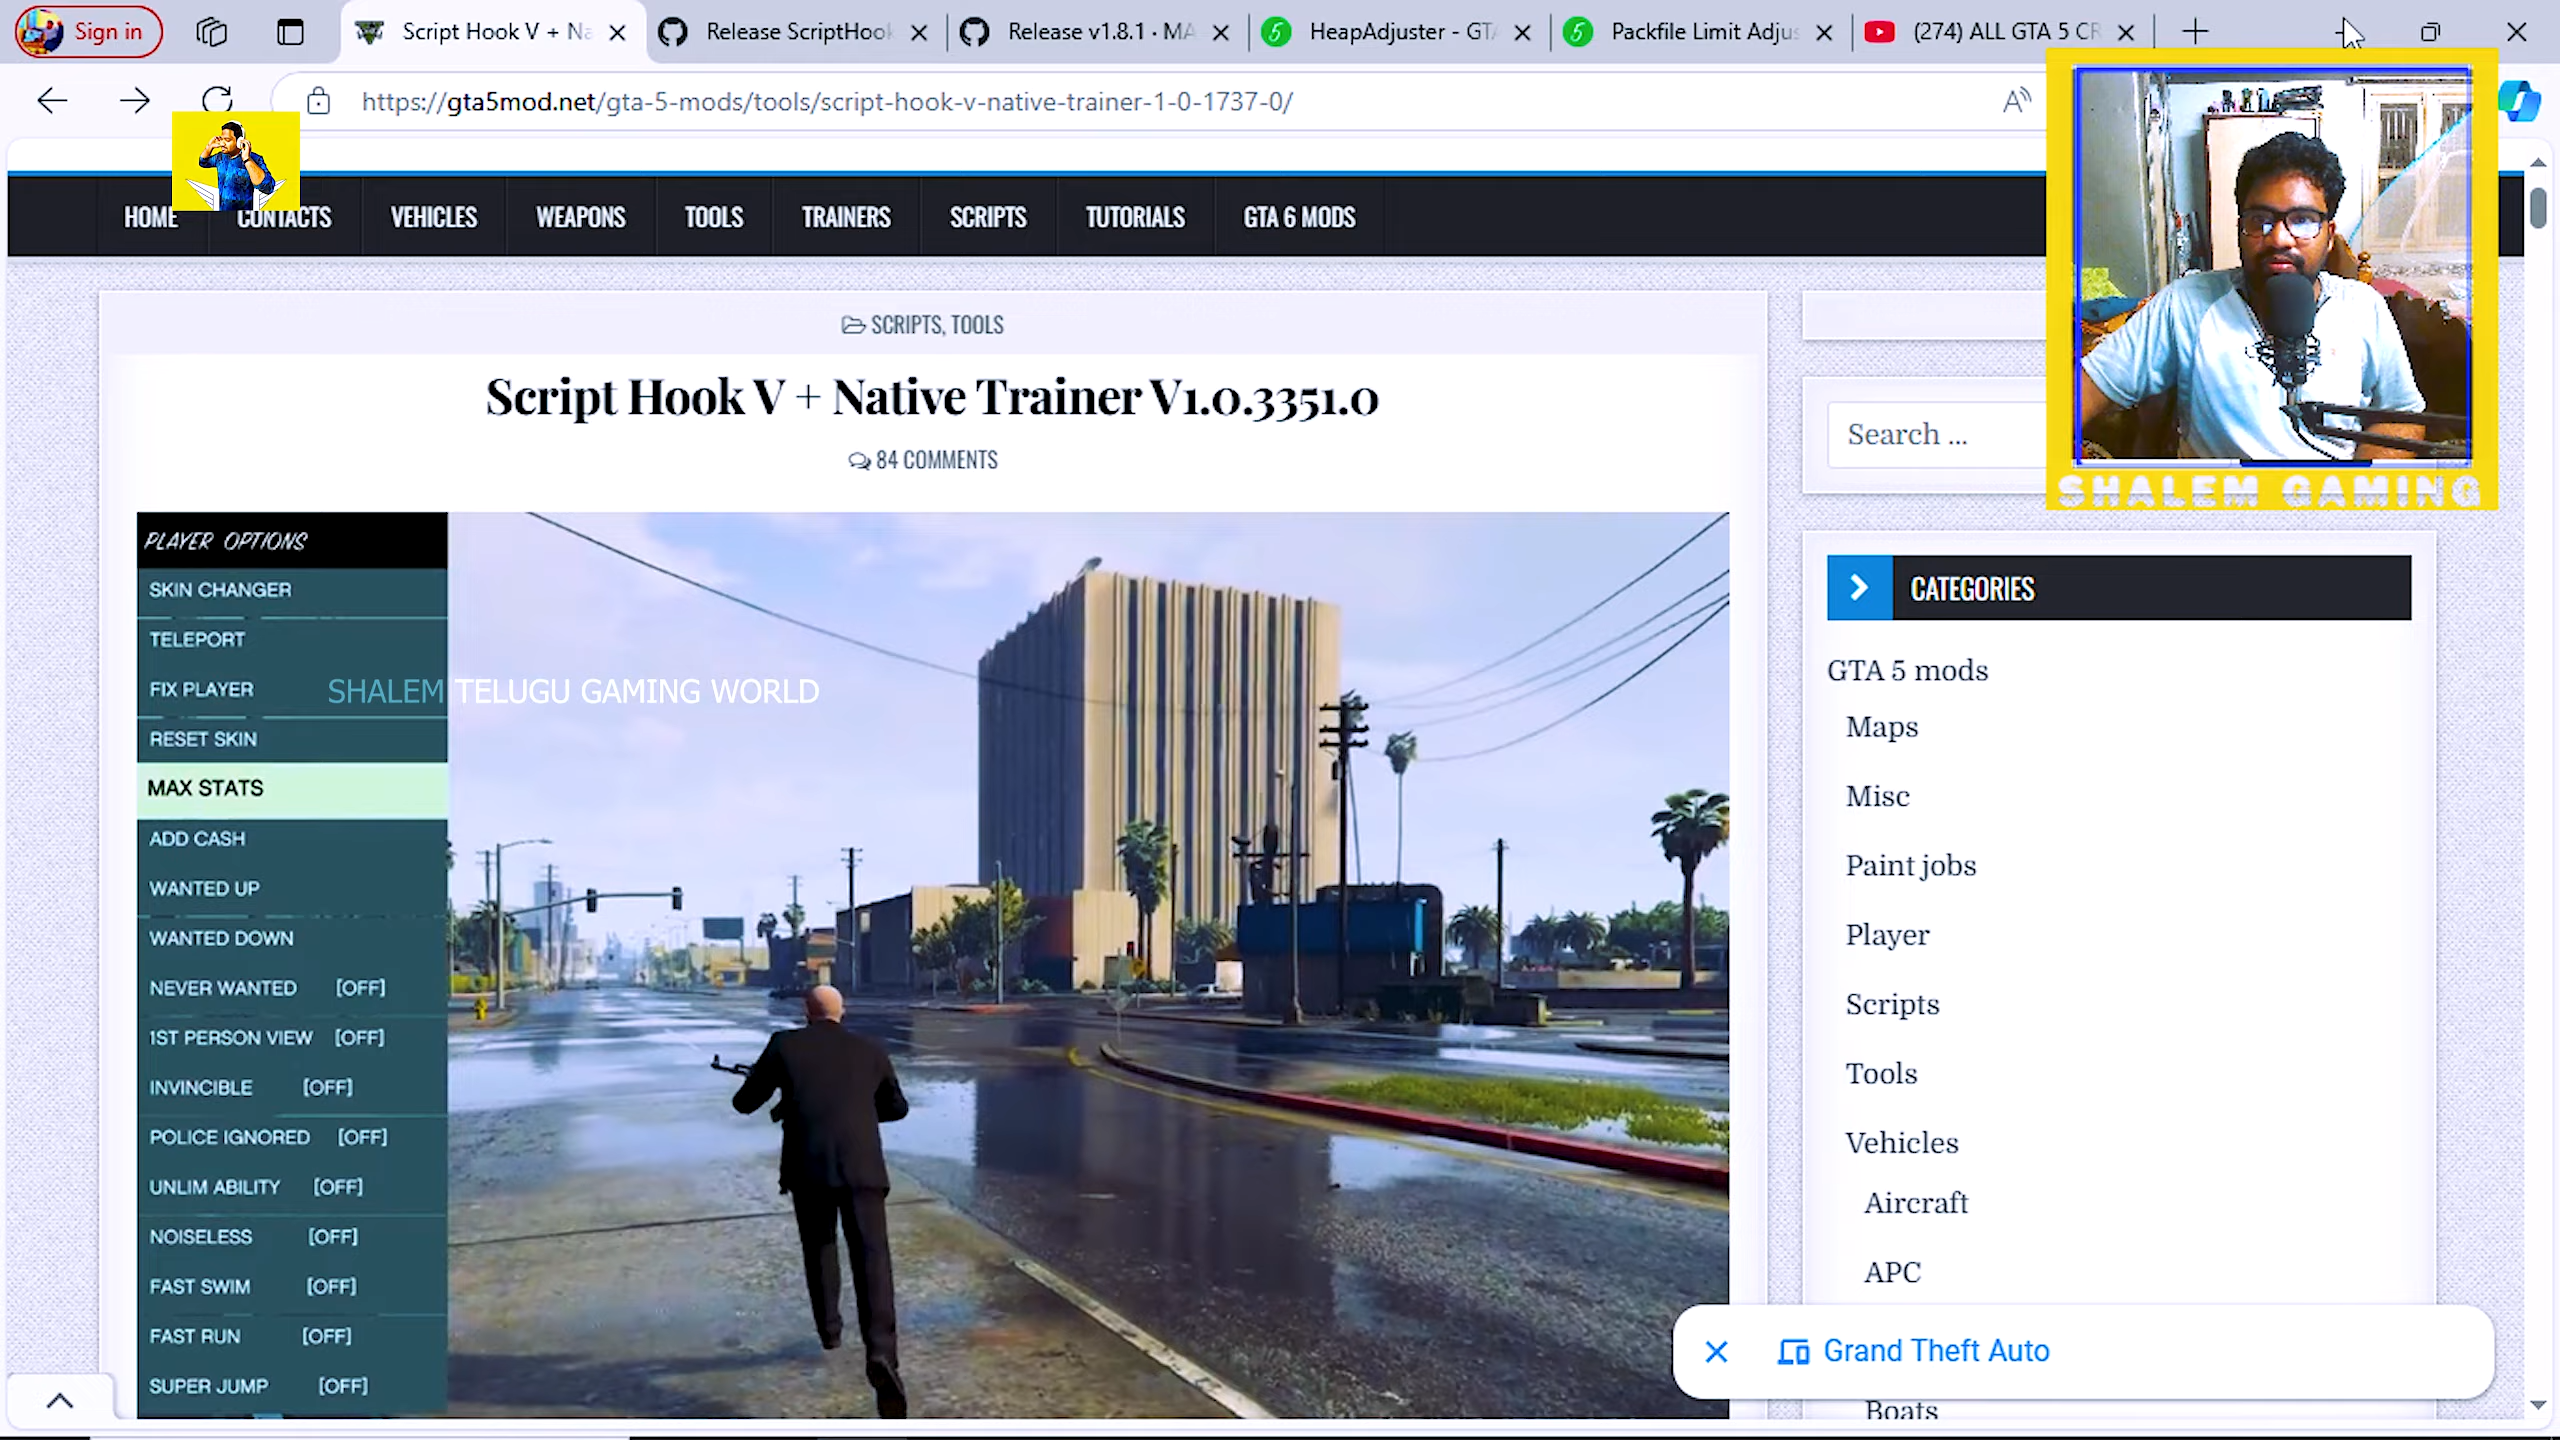 Sign in
Script Hook V + Na
Release ScriptHook
Release v1.8.1 · MA
5 HeapAdjuster - GTA
5 Packfile Limit Adjus
(274) ALL GTA 5 CR
https://gta5mod.net/gta-5-mods/tools/script-hook-v-native-trainer-1-0-1737-0/
HOME
CONTACTS
VEHICLES
WEAPONS
TOOLS
TRAINERS
SCRIPTS
TUTORIALS
GTA 6 MODS
SCRIPTS, TOOLS
Script Hook V + Native Trainer V1.0.3351.0
84 COMMENTS
Search ...
SHALEM GAMING
PLAYER OPTIONS
SKIN CHANGER
TELEPORT
FIX PLAYER
SHALEM TELUGU GAMING WORLD
RESET SKIN
MAX STATS
ADD CASH
WANTED UP
WANTED DOWN
NEVER WANTED [OFF]
1ST PERSON VIEW [OFF]
INVINCIBLE [OFF]
POLICE IGNORED [OFF]
UNLIM ABILITY [OFF]
NOISELESS [OFF]
FAST SWIM [OFF]
FAST RUN [OFF]
SUPER JUMP [OFF]
CATEGORIES
GTA 5 mods
Maps
Misc
Paint jobs
Player
Scripts
Tools
Vehicles
Aircraft
APC
Grand Theft Auto
Boats